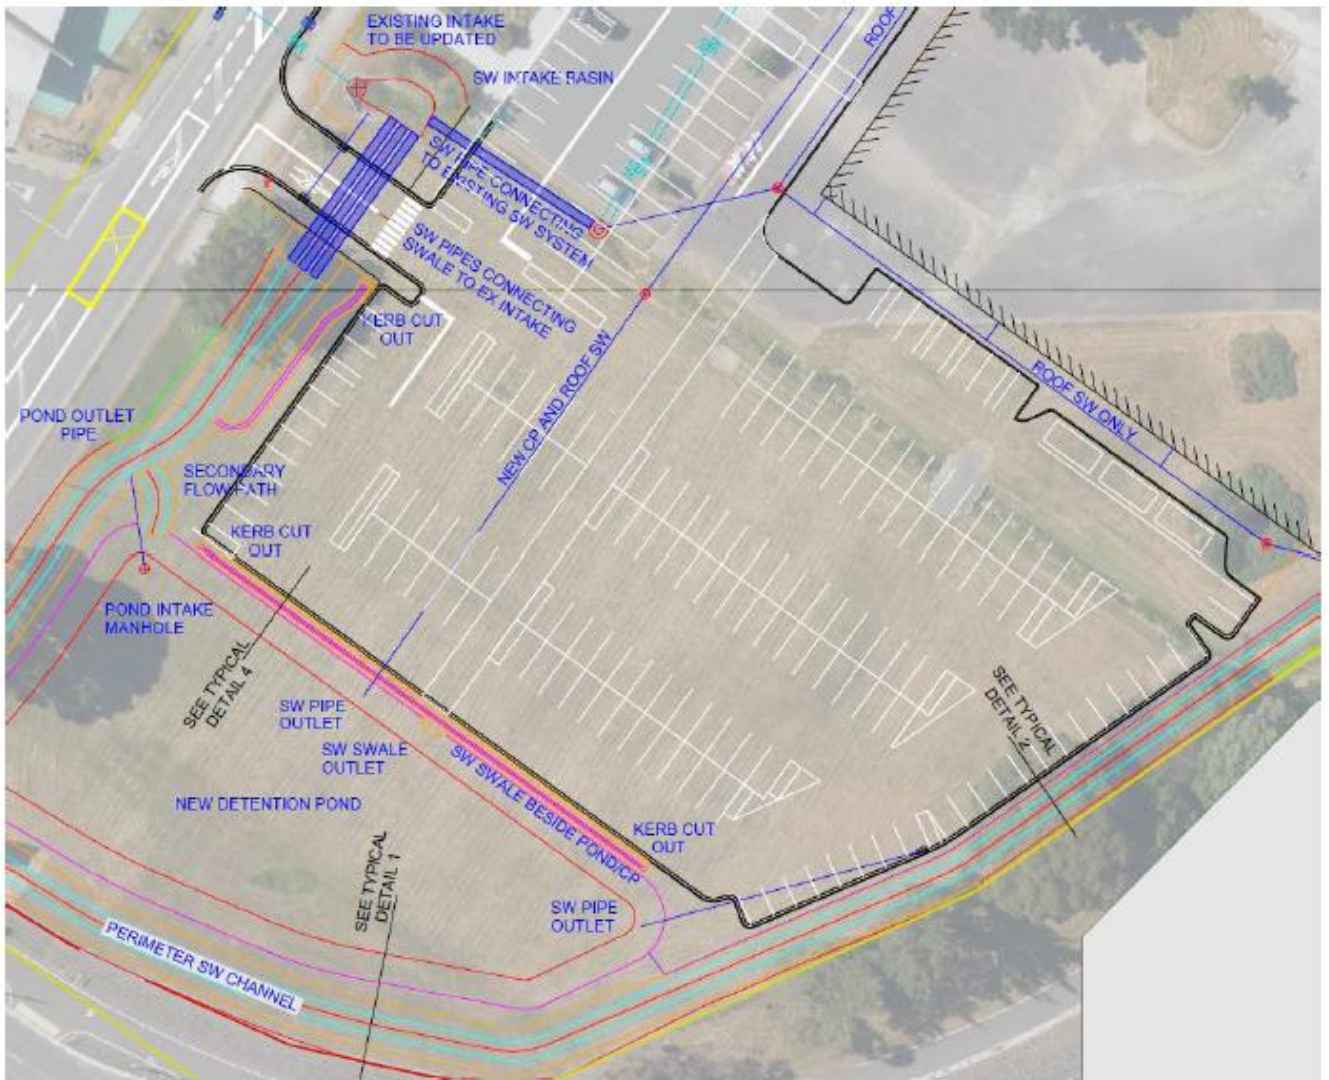 EXISTING INTAKE
TO BE UPDATED
SW INTAKE BASIN
ROOF
SW PIPE CONNECTING
TO EXISTING SW SYSTEM
SW PIPES CONNECTING
SWALE TO EX INTAKE
KERB CUT
OUT
NEW CP AND ROOF SW
ROOF SW ONLY
POND OUTLET
PIPE
SECONDARY
FLOW PATH
KERB CUT
OUT
POND INTAKE
MANHOLE
SEE TYPICAL
DETAIL 4
SW PIPE
OUTLET
SW SWALE
OUTLET
SEE TYPICAL
DETAIL 2
NEW DETENTION POND
SW SWALE BESIDE POND/CP
KERB CUT
OUT
SEE TYPICAL
DETAIL 1
SW PIPE
OUTLET
PERIMETER SW CHANNEL